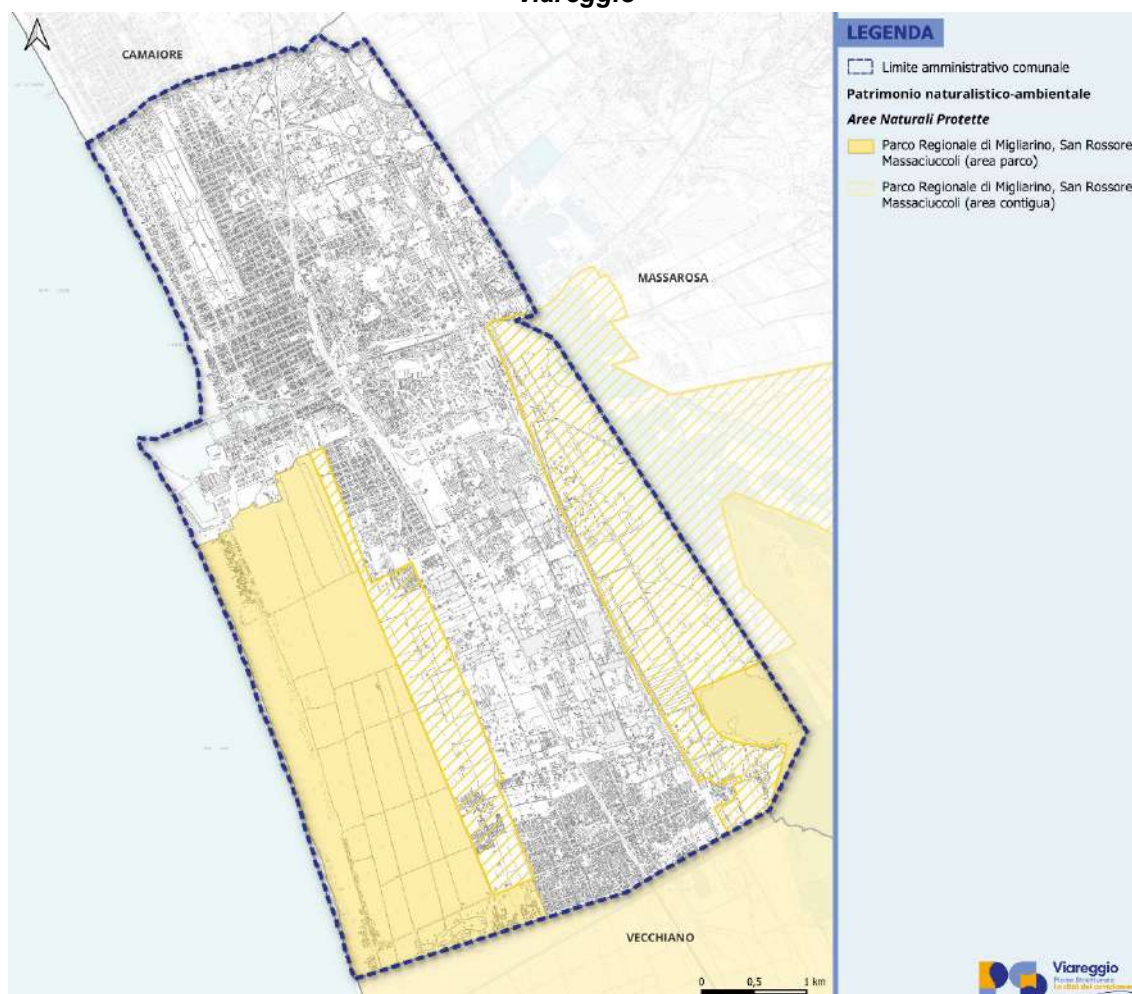 Viareggio
CAMAIORE
MASSAROSA
VECCHIANO
0 0,5 1 km
LEGENDA
Limite amministrativo comunale
Patrimonio naturalistico-ambientale
Aree Naturali Protette
Parco Regionale di Migliarino, San Rossore
Massaciuccoli (area parco)
Parco Regionale di Migliarino, San Rossore
Massaciuccoli (area contigua)
Viareggio